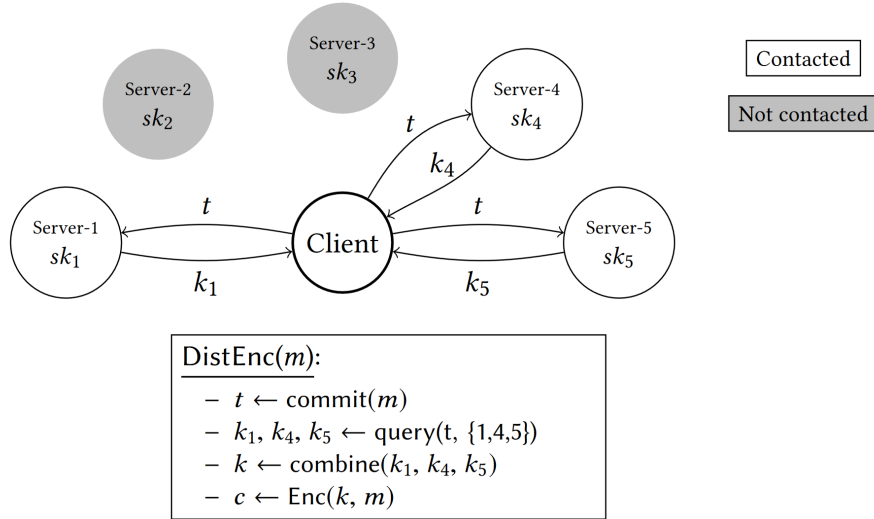 Server-3
sk₃
Contacted
Server-2
sk₂
Server-4
sk₄
Not contacted
t
k₄
Server-1
sk₁
t
Client
t
Server-5
sk₅
k₁
k₅
DistEnc(m):
– t ← commit(m)
– k₁, k₄, k₅ ← query(t, {1,4,5})
– k ← combine(k₁, k₄, k₅)
– c ← Enc(k, m)